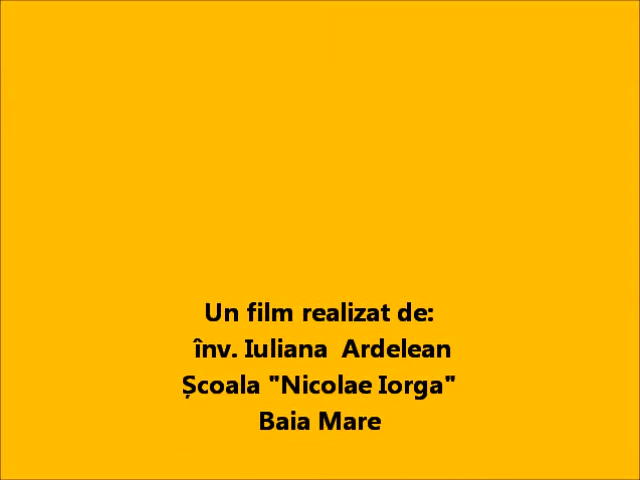 Un film realizat de:
înv. Iuliana  Ardelean
Școala "Nicolae Iorga"
Baia Mare